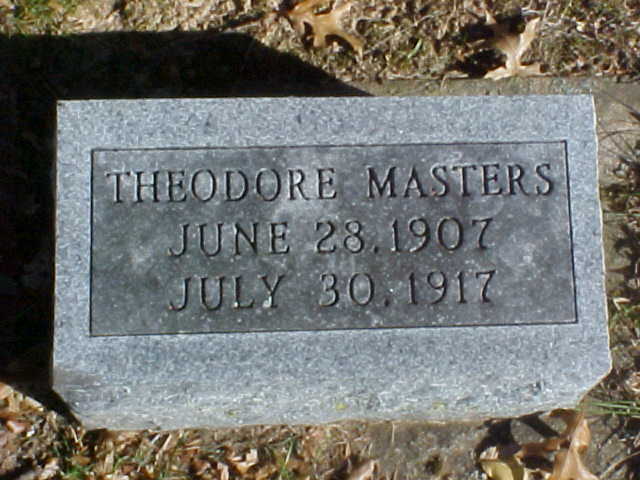 THEODORE MASTERS
JUNE 28, 1907
JULY 30, 1917